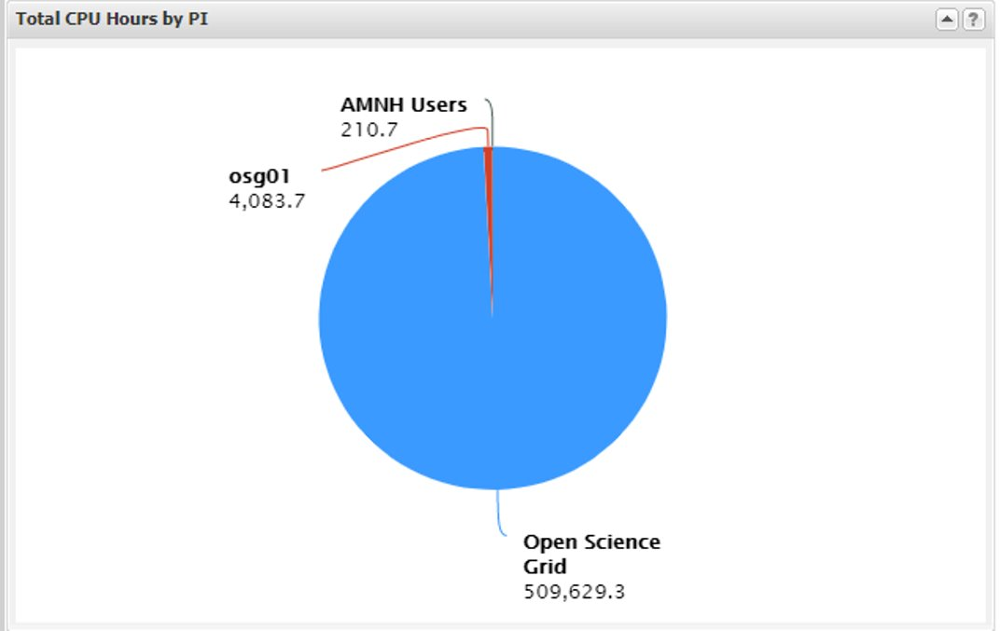 Total CPU Hours by PI
?
AMNH Users
210.7
osg01
4,083.7
Open Science
Grid
509,629.3